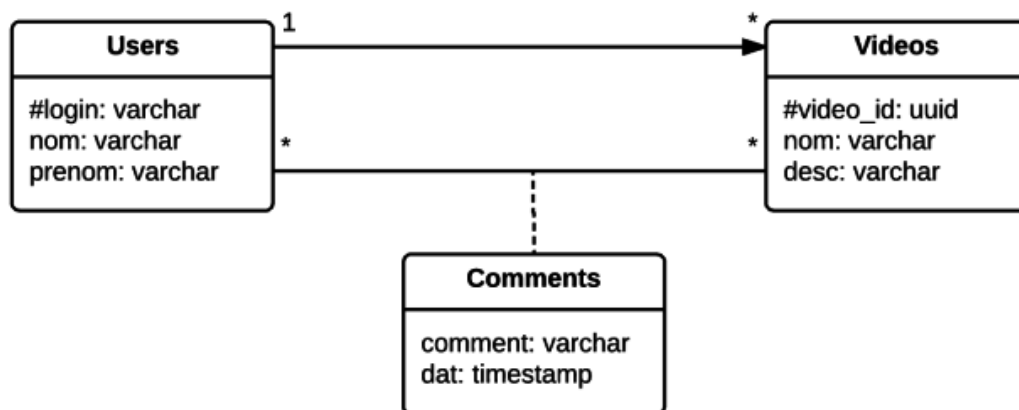 Users
#login: varchar
nom: varchar
prenom: varchar
1
*
*
*
Videos
#video_id: uuid
nom: varchar
desc: varchar
Comments
comment: varchar
dat: timestamp